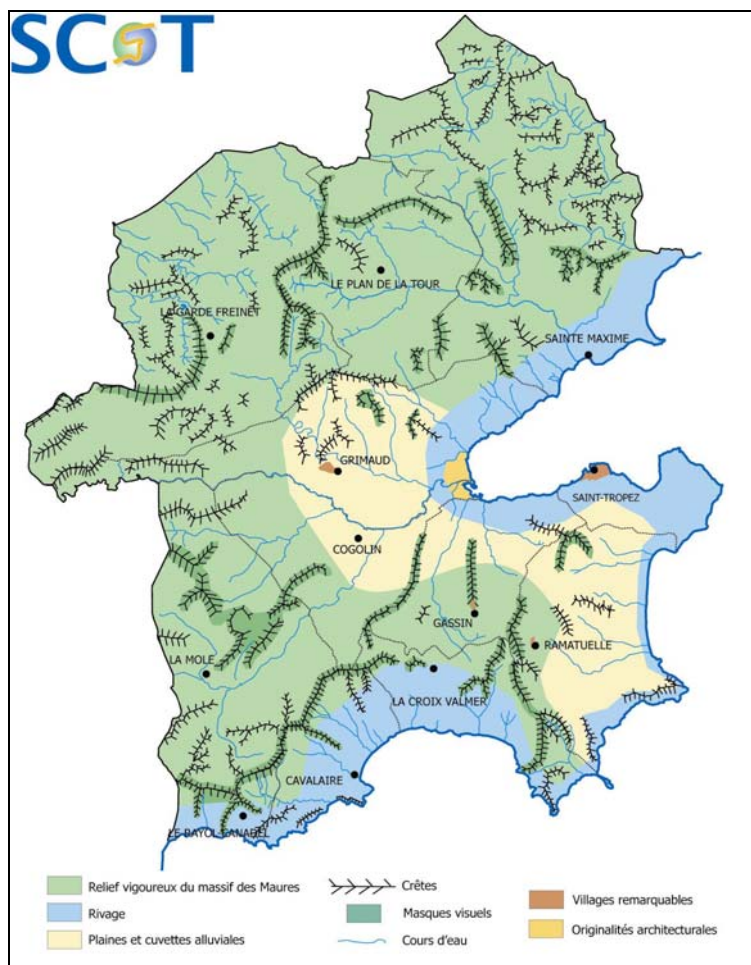 SCOT
LE PLAN DE LA TOUR
LA GARDE FREINET
SAINTE MAXIME
GRIMAUD
SAINT-TROPEZ
COGOLIN
GASSIN
RAMATUELLE
LA MOLE
LA CROIX VALMER
CAVALAIRE
LE RAYOL CANADEL
Relief vigoureux du massif des Maures
Crêtes
Villages remarquables
Rivage
Masques visuels
Originalités architecturales
Plaines et cuvettes alluviales
Cours d'eau